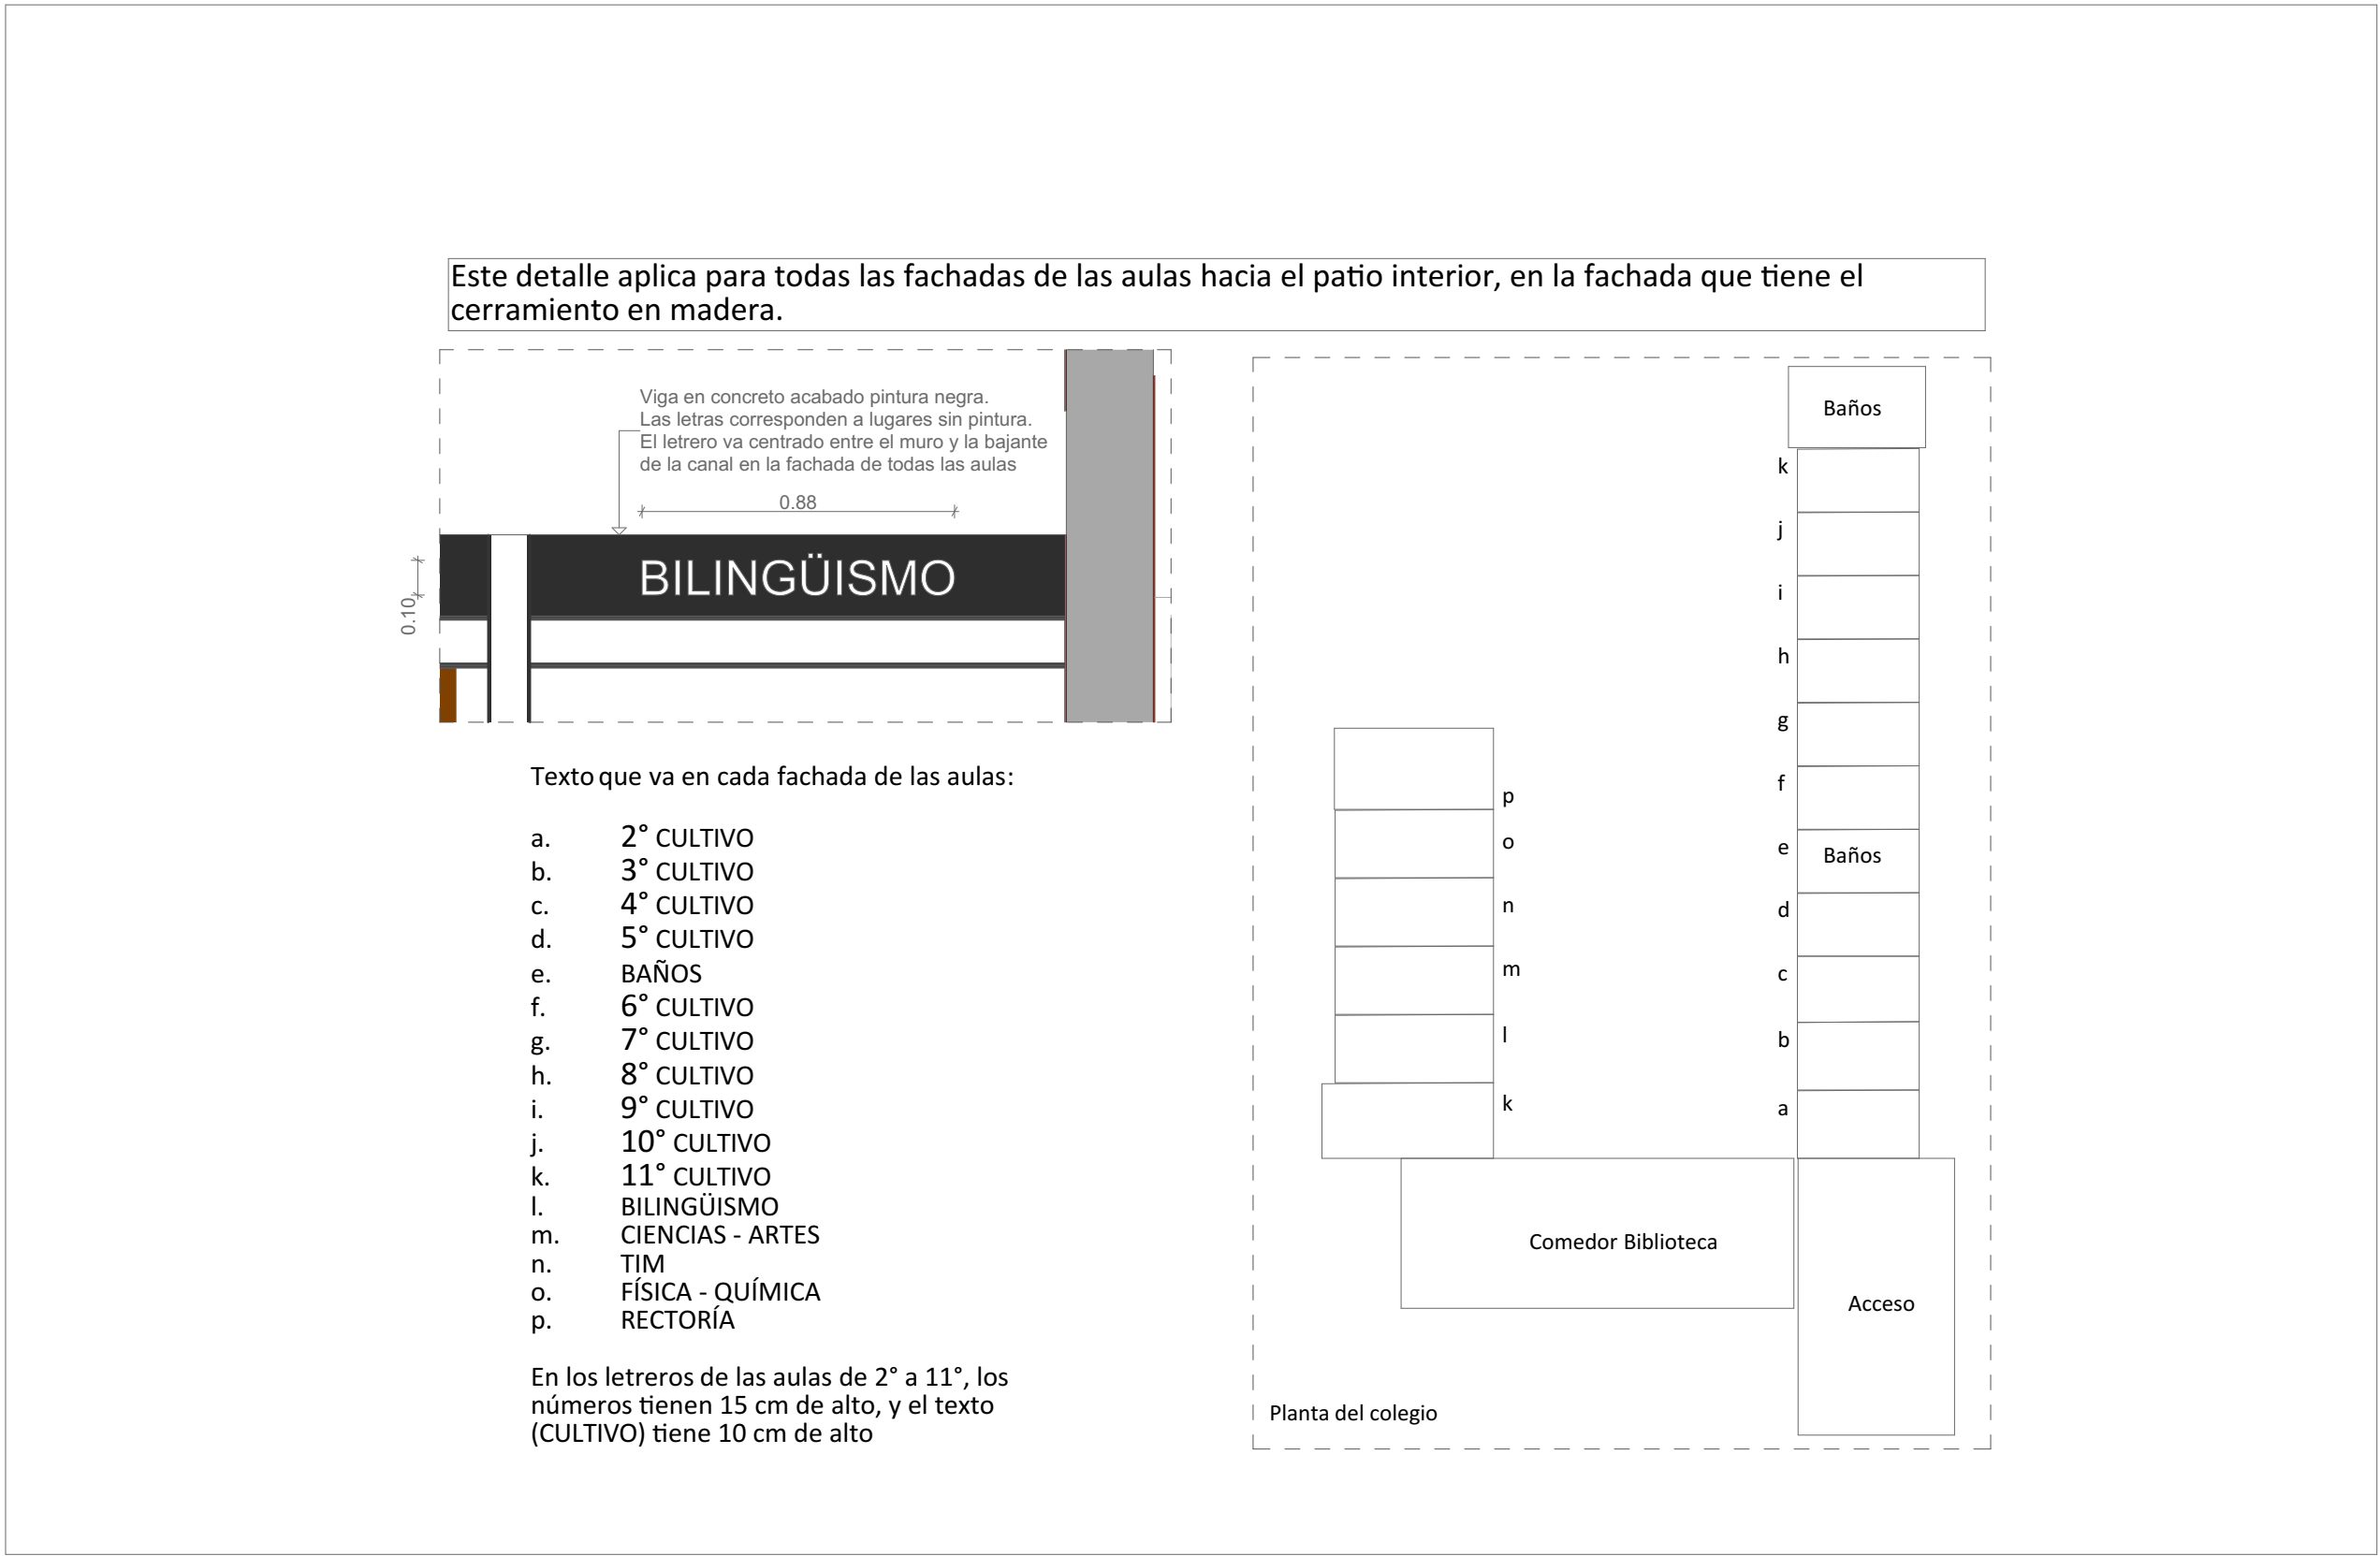 Este detalle aplica para todas las fachadas de las aulas hacia el patio interior, en la fachada que tiene el
cerramiento en madera.
Viga en concreto acabado pintura negra.
Las letras corresponden a lugares sin pintura.
El letrero va centrado entre el muro y la bajante
de la canal en la fachada de todas las aulas
0.88
BILINGÜISMO
0.10
Texto que va en cada fachada de las aulas:
a. 2° CULTIVO
b. 3° CULTIVO
c. 4° CULTIVO
d. 5° CULTIVO
e. BAÑOS
f. 6° CULTIVO
g. 7° CULTIVO
h. 8° CULTIVO
i. 9° CULTIVO
j. 10° CULTIVO
k. 11° CULTIVO
l. BILINGÜISMO
m. CIENCIAS - ARTES
n. TIM
o. FÍSICA - QUÍMICA
p. RECTORÍA
En los letreros de las aulas de 2° a 11°, los
números tienen 15 cm de alto, y el texto
(CULTIVO) tiene 10 cm de alto
Baños
k
j
i
h
g
f
e Baños
d
c
b
a
p
o
n
m
l
k
Comedor Biblioteca
Acceso
Planta del colegio